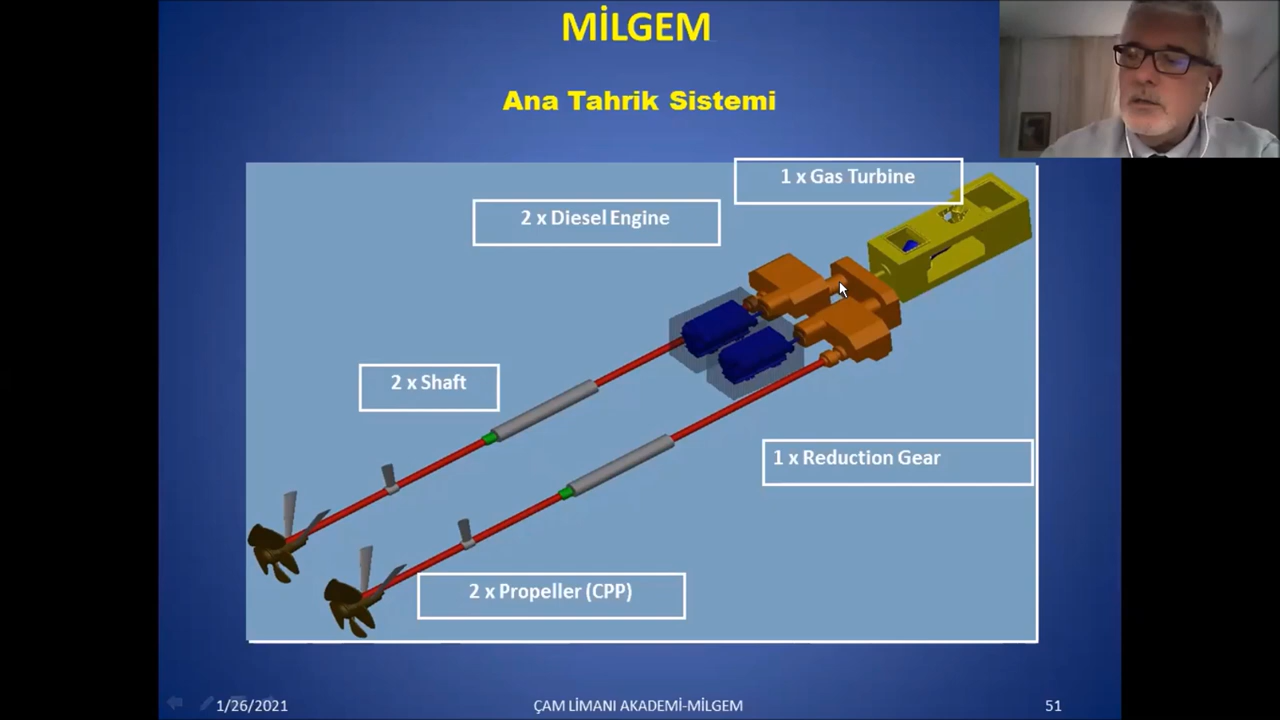 MİLGEM
Ana Tahrik Sistemi
1 x Gas Turbine
2 x Diesel Engine
2 x Shaft
1 x Reduction Gear
2 x Propeller (CPP)
1/26/2021
ÇAM LİMANI AKADEMİ-MİLGEM
51